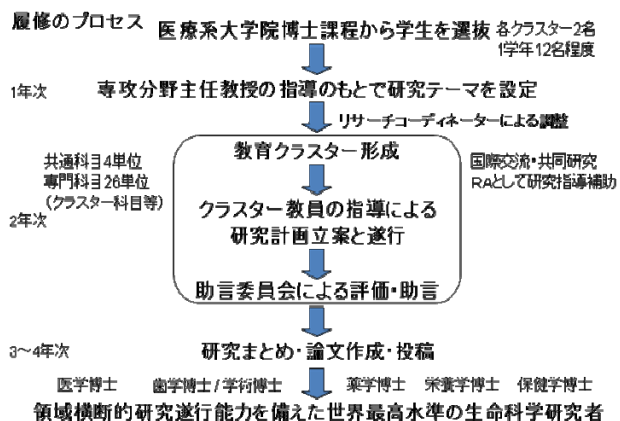 履修のプロセス
医療系大学院博士課程から学生を選抜
各クラスター2名
1学年12名程度
1年次
専攻分野主任教授の指導のもとで研究テーマを設定
リサーチコーディネーターによる調整
共通科目4単位
専門科目26単位
（クラスター科目等）
教育クラスター形成
国際交流・共同研究
RAとして研究指導補助
2年次
クラスター教員の指導による
研究計画立案と遂行
助言委員会による評価・助言
3～4年次
研究まとめ・論文作成・投稿
医学博士 歯学博士/学術博士 薬学博士 栄養学博士 保健学博士
領域横断的研究遂行能力を備えた世界最高水準の生命科学研究者